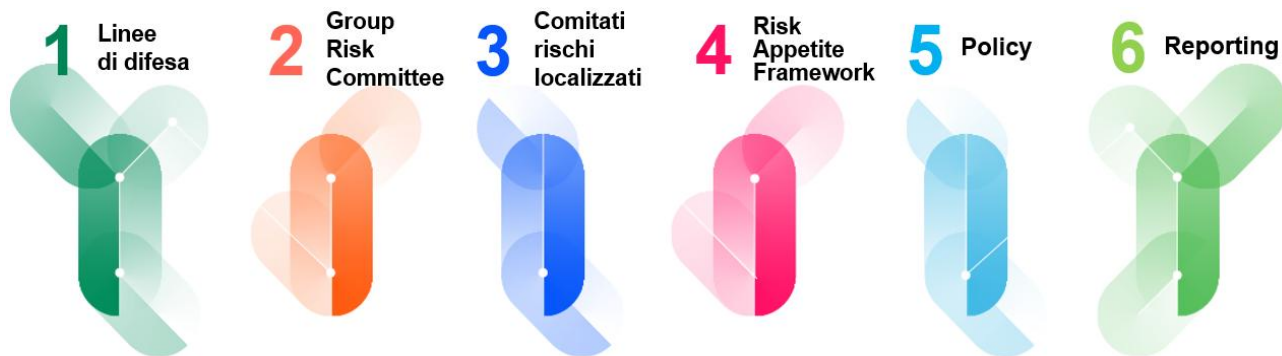 1 Linee
di difesa
2 Group
Risk
Committee
3 Comitati
rischi
localizzati
4 Risk
Appetite
Framework
5 Policy
6 Reporting